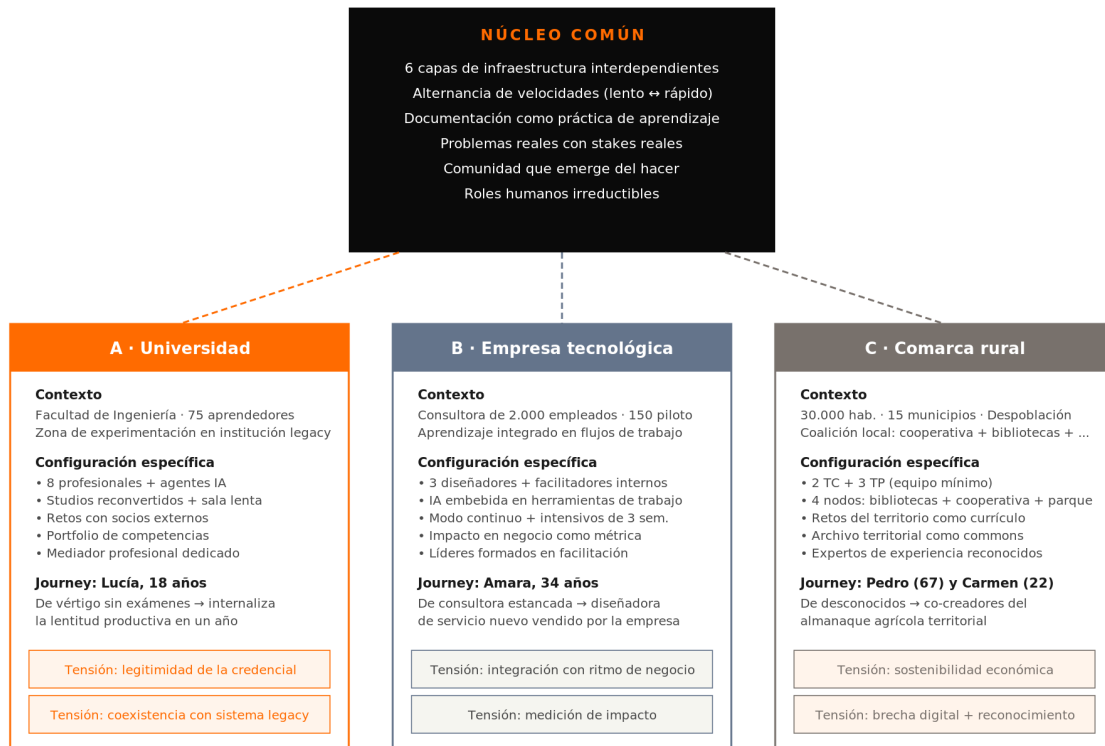 NÚCLEO COMÚN
6 capas de infraestructura interdependientes
Alternancia de velocidades (lento ↔ rápido)
Documentación como práctica de aprendizaje
Problemas reales con stakes reales
Comunidad que emerge del hacer
Roles humanos irreductibles
A · Universidad
Contexto
Facultad de Ingeniería · 75 aprendedores
Zona de experimentación en institución legacy
Configuración específica
• 8 profesionales + agentes IA
• Studios reconvertidos + sala lenta
• Retos con socios externos
• Portfolio de competencias
• Mediador profesional dedicado
Journey: Lucía, 18 años
De vértigo sin exámenes → internaliza
la lentitud productiva en un año
Tensión: legitimidad de la credencial
Tensión: coexistencia con sistema legacy
B · Empresa tecnológica
Contexto
Consultora de 2.000 empleados · 150 piloto
Aprendizaje integrado en flujos de trabajo
Configuración específica
• 3 diseñadores + facilitadores internos
• IA embebida en herramientas de trabajo
• Modo continuo + intensivos de 3 sem.
• Impacto en negocio como métrica
• Líderes formados en facilitación
Journey: Amara, 34 años
De consultora estancada → diseñadora
de servicio nuevo vendido por la empresa
Tensión: integración con ritmo de negocio
Tensión: medición de impacto
C · Comarca rural
Contexto
30.000 hab. · 15 municipios · Despoblación
Coalición local: cooperativa + bibliotecas + ...
Configuración específica
• 2 TC + 3 TP (equipo mínimo)
• 4 nodos: bibliotecas + cooperativa + parque
• Retos del territorio como currículo
• Archivo territorial como commons
• Expertos de experiencia reconocidos
Journey: Pedro (67) y Carmen (22)
De desconocidos → co-creadores del
almanaque agrícola territorial
Tensión: sostenibilidad económica
Tensión: brecha digital + reconocimiento